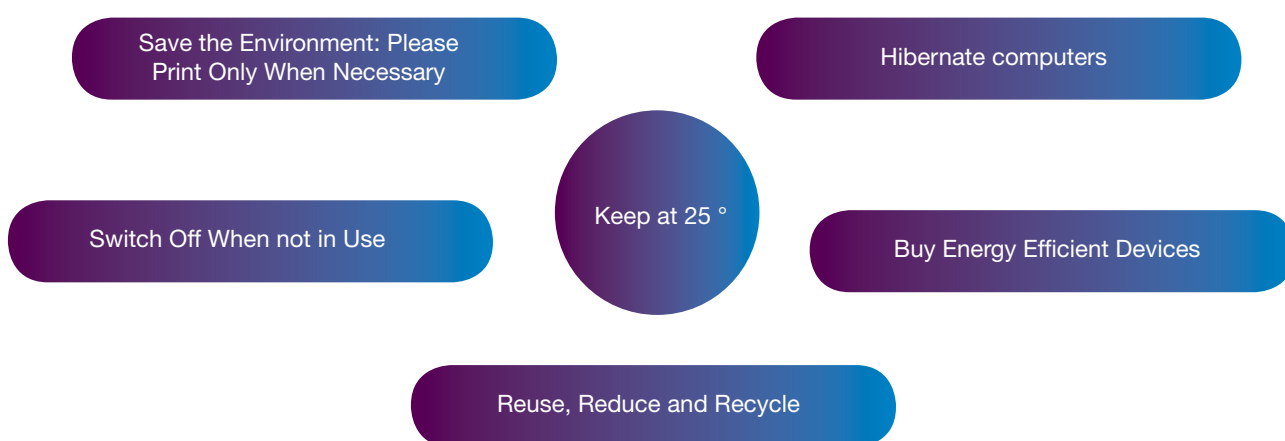 Save the Environment: Please
Print Only When Necessary
Hibernate computers
Keep at 25 °
Switch Off When not in Use
Buy Energy Efficient Devices
Reuse, Reduce and Recycle